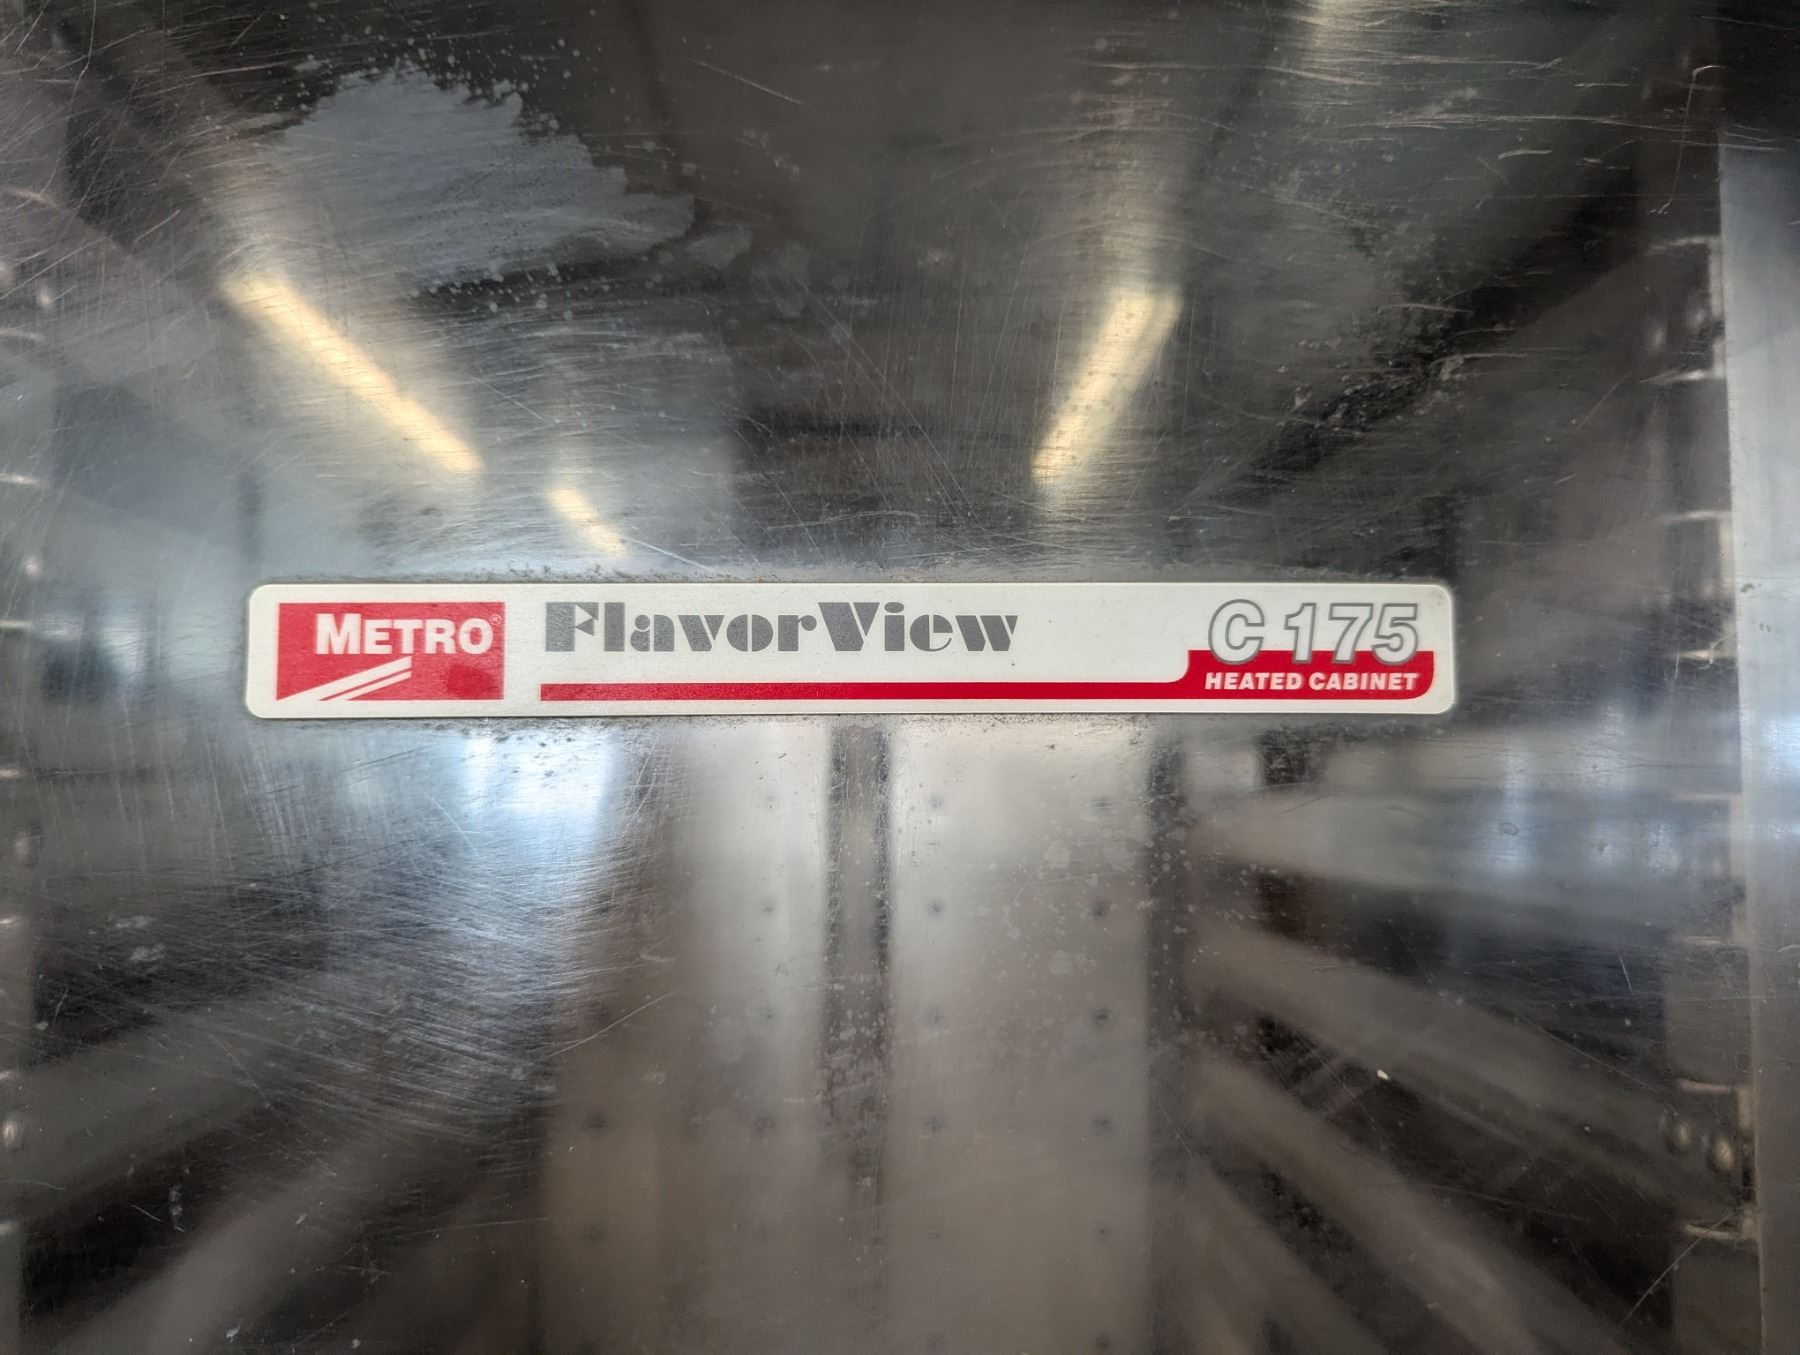 METRO®
FlavorView
C 175
HEATED CABINET